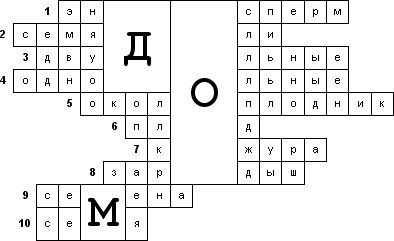 1 э н Д О с п е р м
2 с е м я л и
3 д в у л ь н ы е
4 о д н о л ь н ы е
5 о к о л п л о д н и к
6 п л д
7 к ж у р а
8 з а р д ы ш
9 с е М е н а
10 с е я